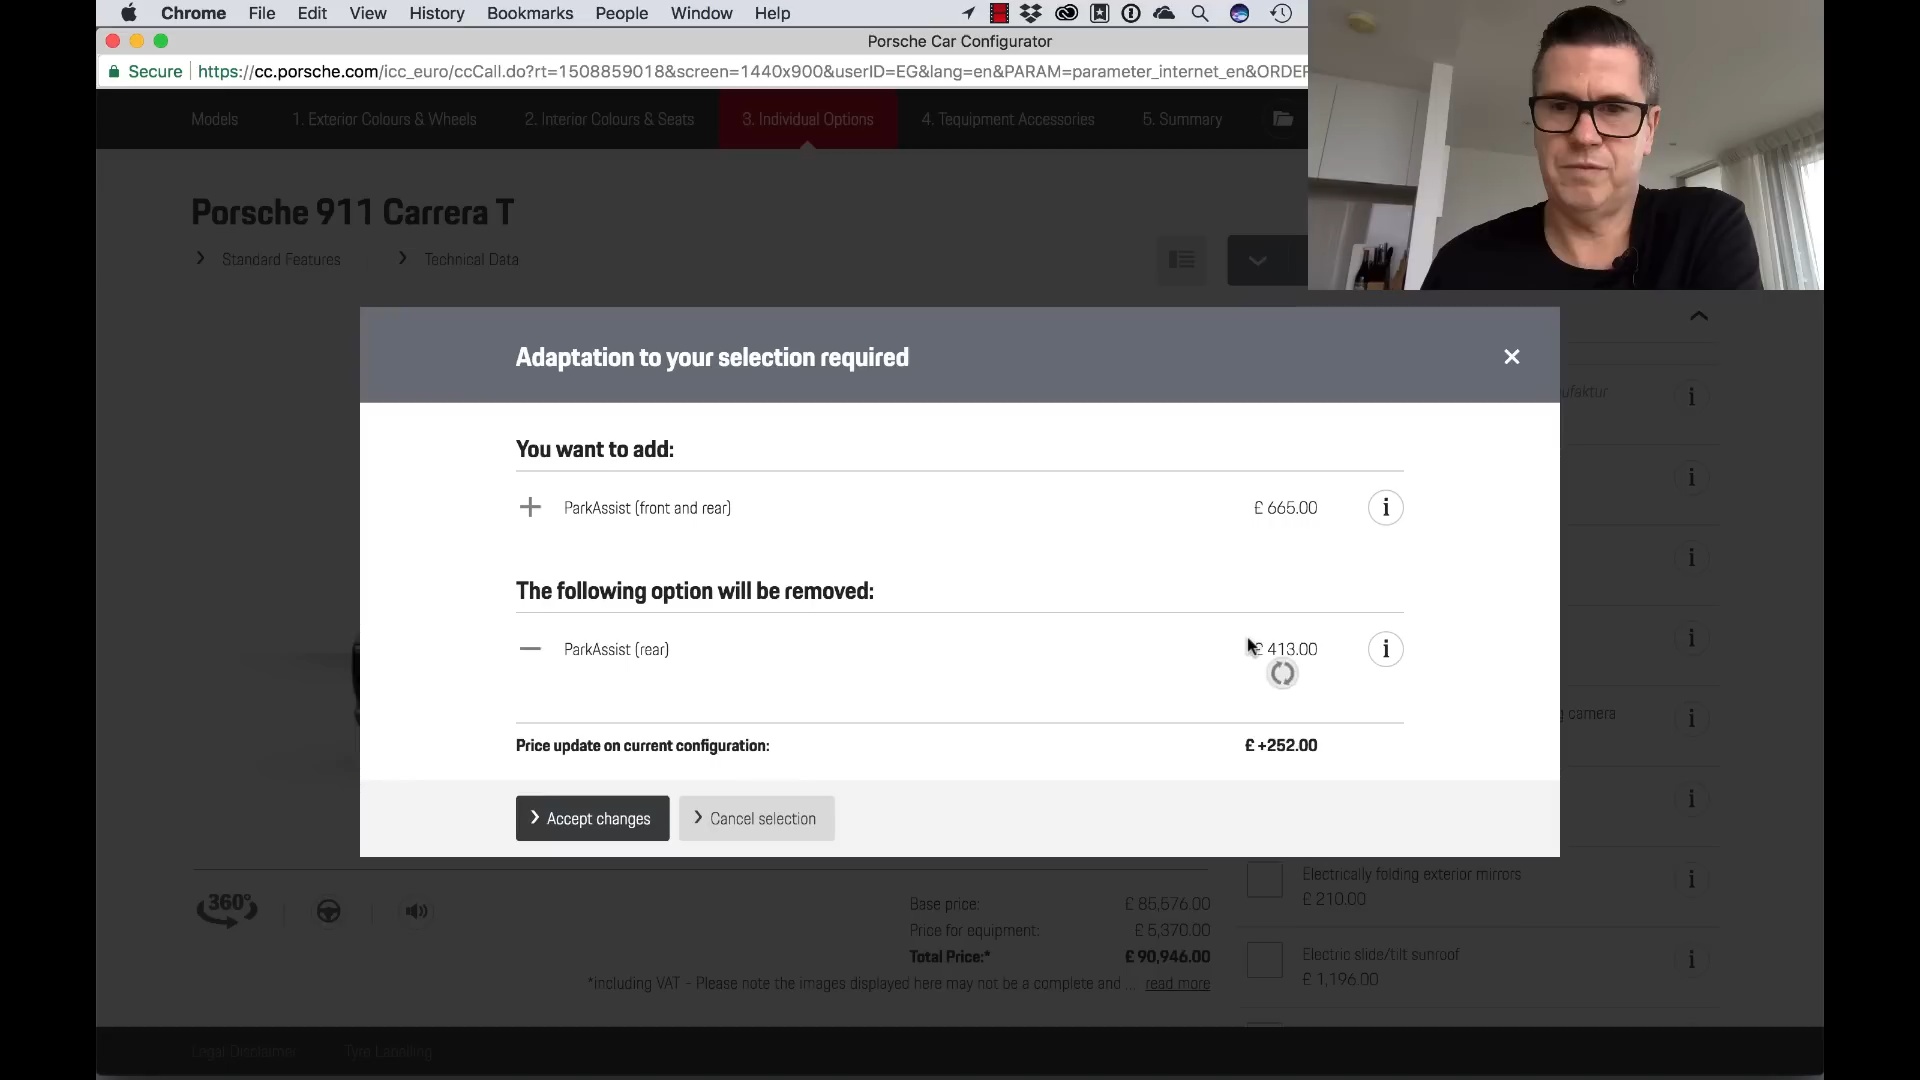 Chrome File Edit View History Bookmarks People Window Help
Porsche Car Configurator
Secure https://cc.porsche.com/icc_euro/ccCall.do?rt=1508859018&screen=1440x900&userID=EG&lang=en&PARAM=parameter_internet_en&ORDER
Models 1. Exterior Colours & Wheels 2. Interior Colours & Seats 3. Individual Options 4. Tequipment Accessories 5. Summary
Porsche 911 Carrera T
Standard Features Technical Data
Adaptation to your selection required
You want to add:
ParkAssist (front and rear) £ 665.00 i
The following option will be removed:
ParkAssist (rear) £ 413.00 i
camera
Price update on current configuration: £ +252.00
Accept changes Cancel selection
360°
Base price: £ 85,576.00
Price for equipment: £ 5,370.00
Total Price:* £ 90,946.00
*including VAT - Please note the images displayed here may not be a complete and ... read more
Electrically folding exterior mirrors
£ 210.00
Electric slide/tilt sunroof
£ 1,196.00
Legal Disclaimer Tyre Labelling